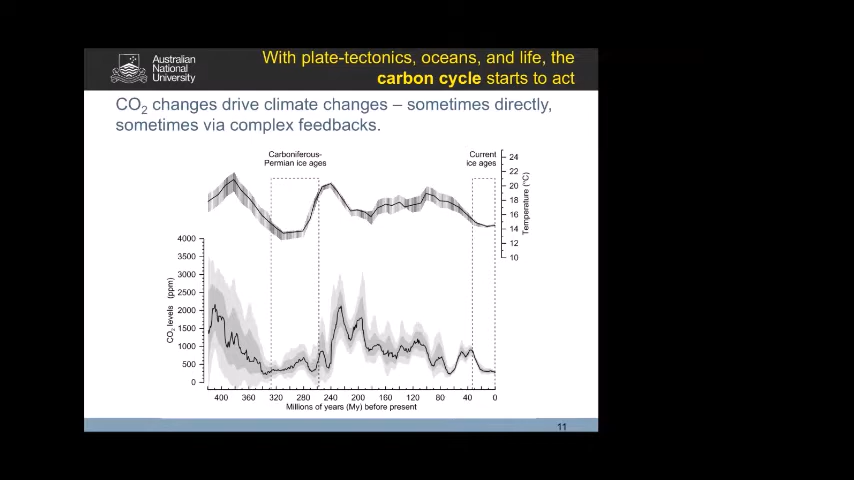 Australian
National
University
With plate-tectonics, oceans, and life, the
carbon cycle starts to act
CO2 changes drive climate changes – sometimes directly,
sometimes via complex feedbacks.
Carboniferous-
Permian ice ages
Current
ice ages
24
22
20
18
16
14
12
10
Temperature (°C)
4000
3500
3000
2500
2000
1500
1000
500
0
CO2 levels (ppm)
400 360 320 280 240 200 160 120 80 40 0
Millions of years (My) before present
11